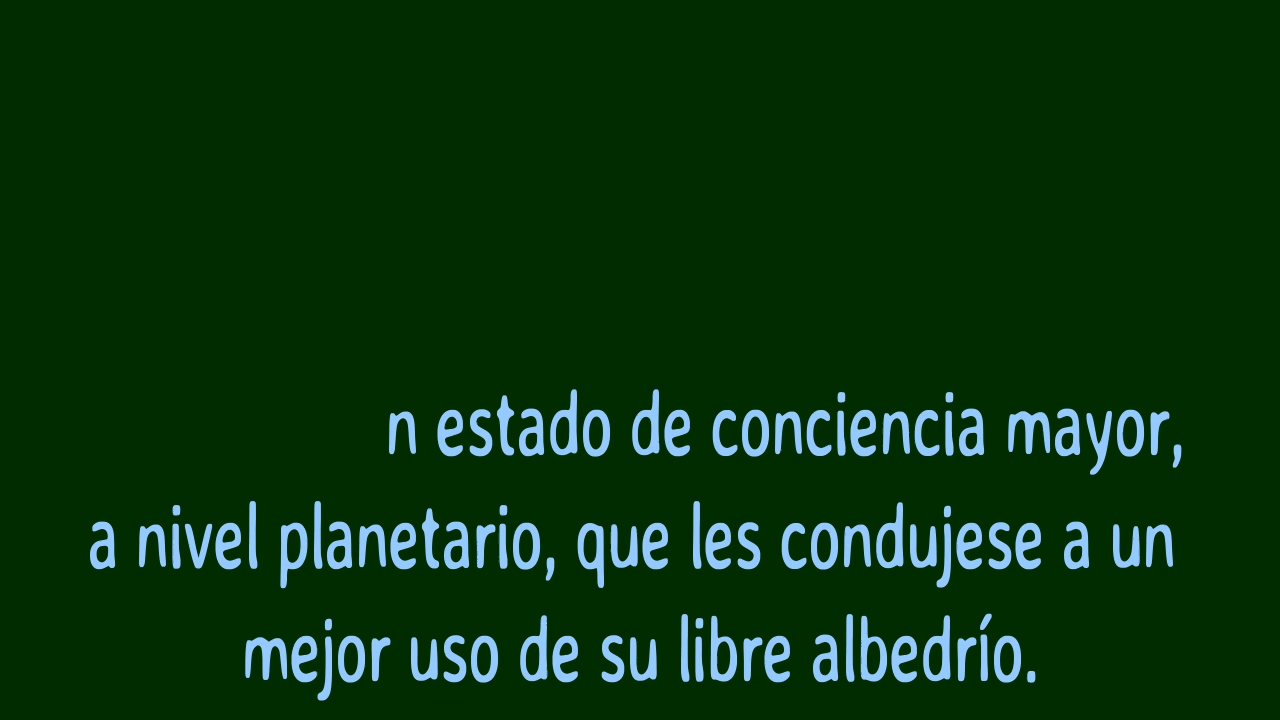 n estado de conciencia mayor,
a nivel planetario, que les condujese a un
mejor uso de su libre albedrío.